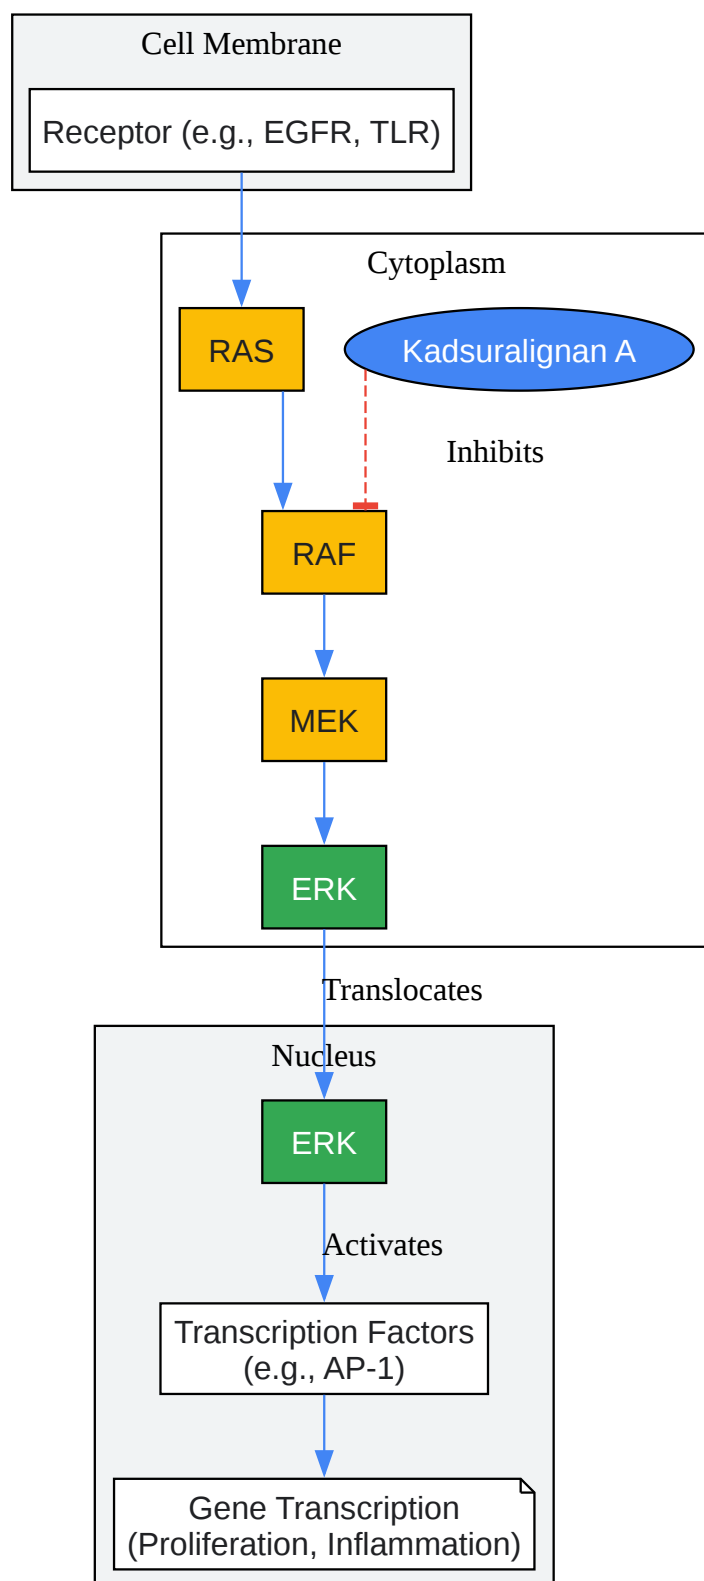 Cell Membrane
Receptor (e.g., EGFR, TLR)
Cytoplasm
RAS
Kadsuralignan A
Inhibits
RAF
MEK
ERK
Translocates
Nucleus
ERK
Activates
Transcription Factors
(e.g., AP-1)
Gene Transcription
(Proliferation, Inflammation)